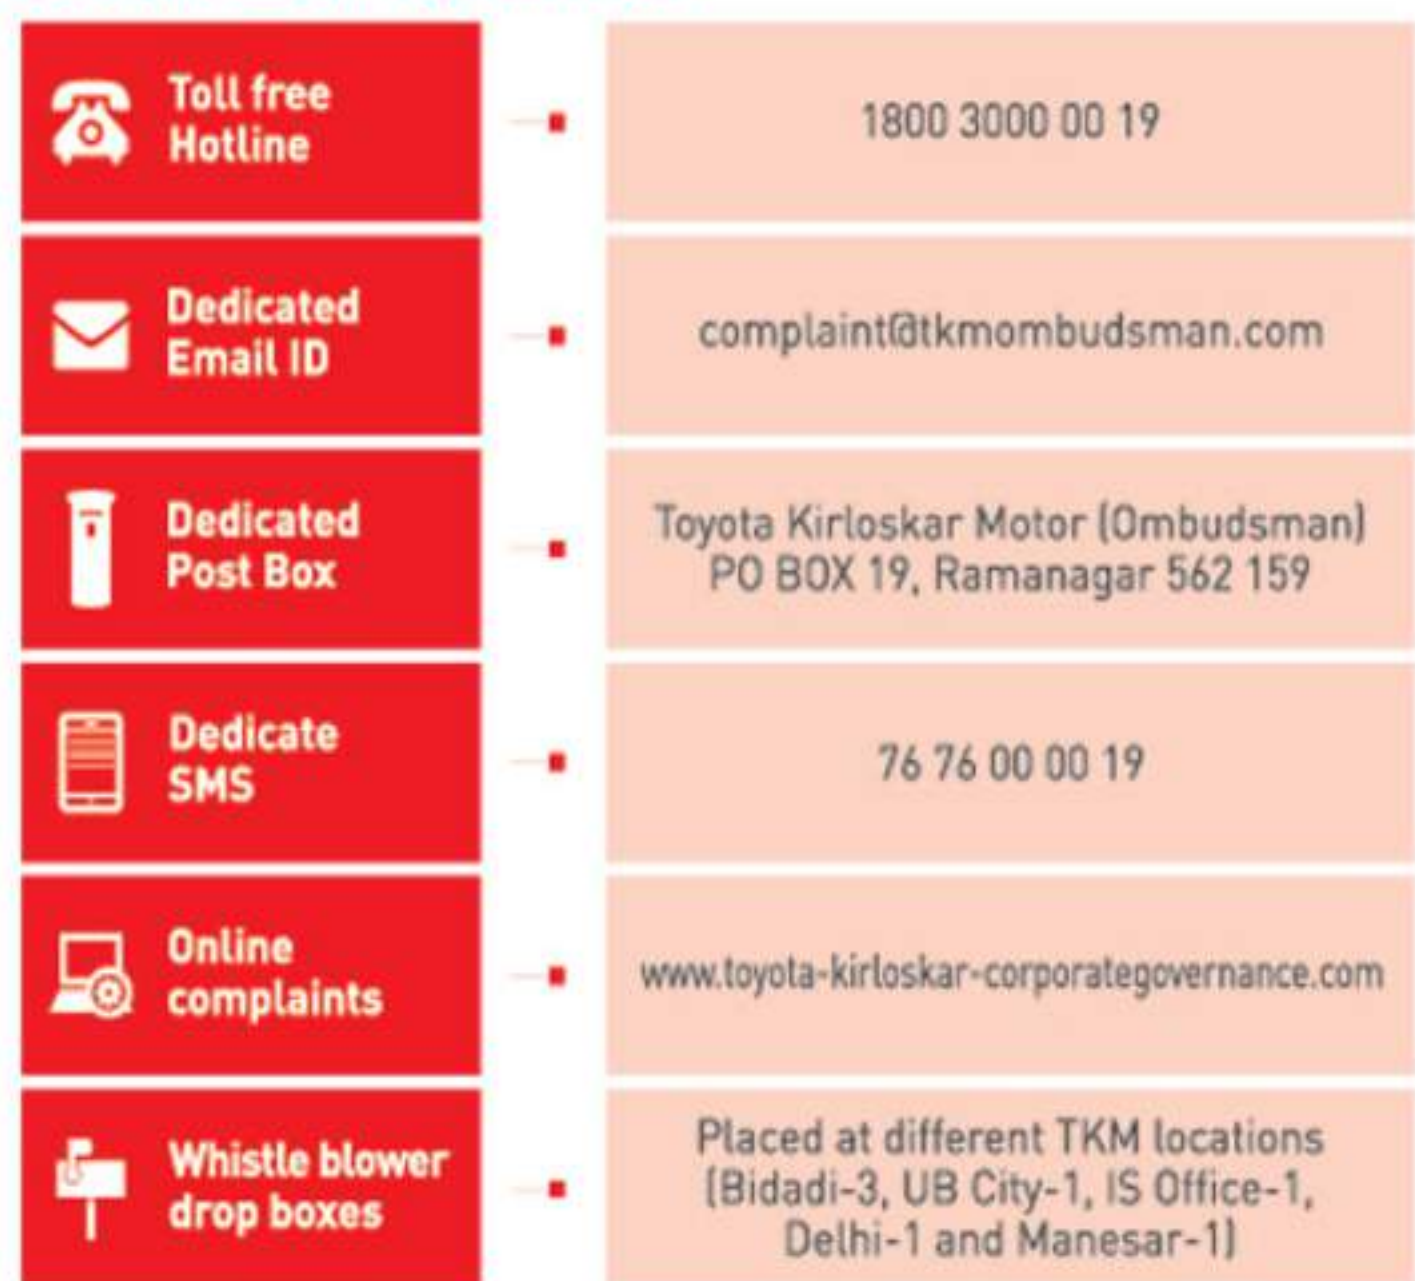 Toll free
Hotline
1800 3000 00 19
Dedicated
Email ID
complaint@tkmombudsman.com
Dedicated
Post Box
Toyota Kirloskar Motor (Ombudsman)
PO BOX 19, Ramanagar 562 159
Dedicate
SMS
76 76 00 00 19
Online
complaints
www.toyota-kirloskar-corporategovernance.com
Whistle blower
drop boxes
Placed at different TKM locations
(Bidadi-3, UB City-1, IS Office-1,
Delhi-1 and Manesar-1)